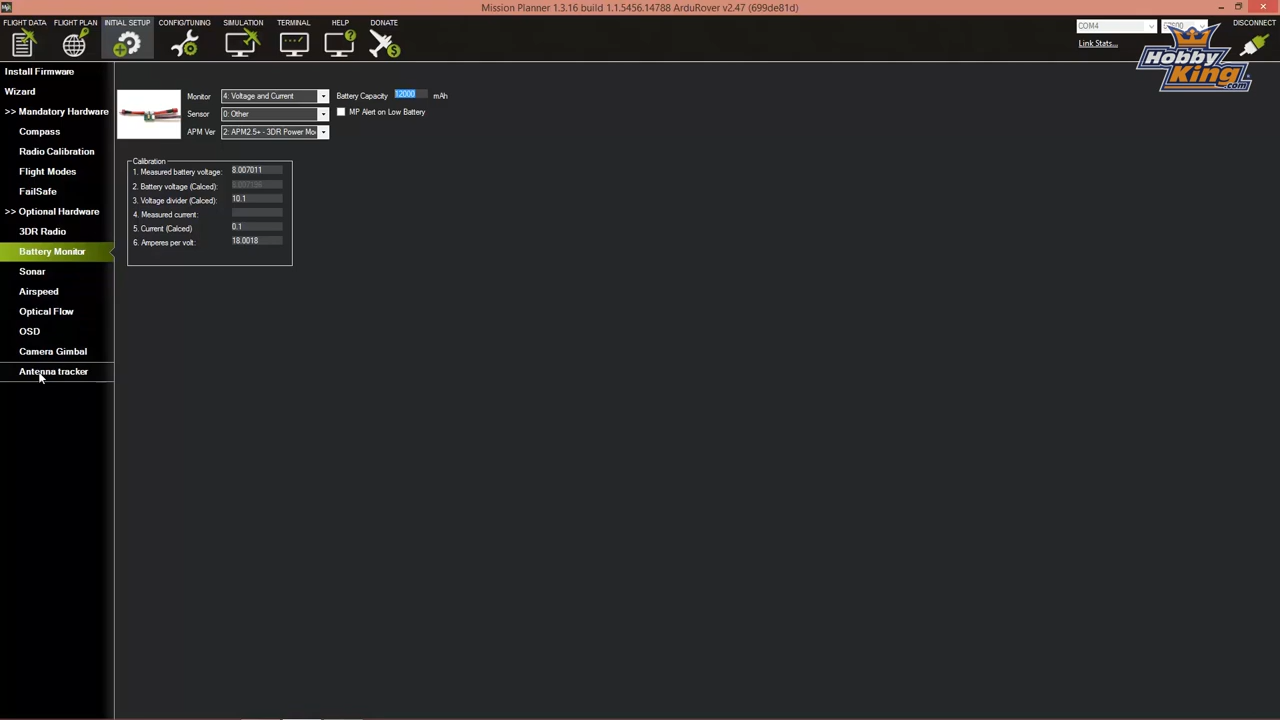 Mission Planner 1.3.16 build 1.1.5456.14788 ArduRover v2.47 (699de81d)
FLIGHT DATA FLIGHT PLAN INITIAL SETUP CONFIG/TUNING SIMULATION TERMINAL HELP DONATE
COM4
DISCONNECT
Link Stats...
Hobby
King.com
Install Firmware
Wizard
>> Mandatory Hardware
Compass
Radio Calibration
Flight Modes
FailSafe
>> Optional Hardware
3DR Radio
Battery Monitor
Sonar
Airspeed
Optical Flow
OSD
Camera Gimbal
Antenna tracker
Monitor 4: Voltage and Current Battery Capacity 12000 mAh
Sensor 0: Other MP Alert on Low Battery
APM Ver 2: APM2.5+ - 3DR Power Mo
Calibration
1. Measured battery voltage: 8.007011
2. Battery voltage (Calced):
3. Voltage divider (Calced): 10.1
4. Measured current:
5. Current (Calced) 0.1
6. Amperes per volt: 18.0018